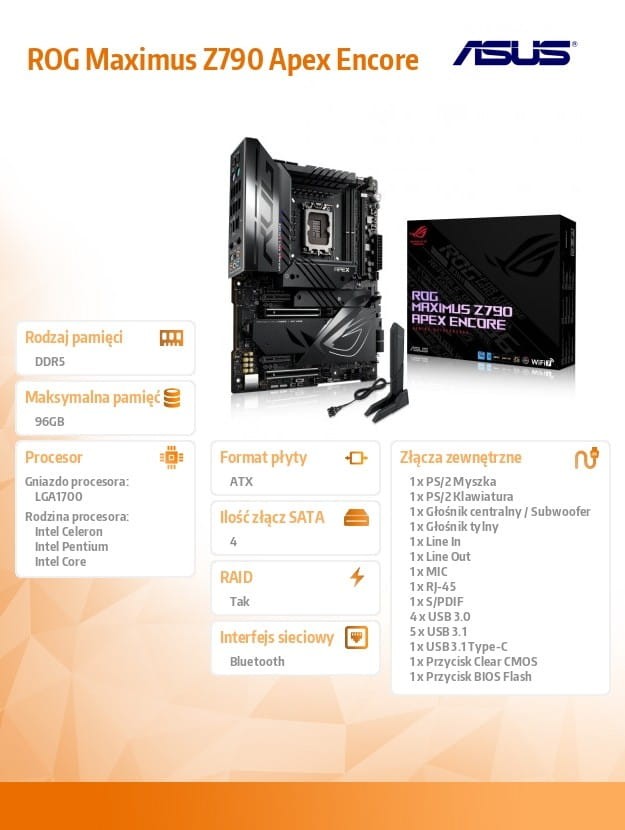 ROG Maximus Z790 Apex Encore
ASUS
APEX
ROG
MAXIMUS Z790
APEX ENCORE
WiFi 7
Rodzaj pamięci
DDR5
Maksymalna pamięć
96GB
Procesor
Gniazdo procesora:
LGA1700
Rodzina procesora:
Intel Celeron
Intel Pentium
Intel Core
Format płyty
ATX
Ilość złącz SATA
4
RAID
Tak
Interfejs sieciowy
Bluetooth
Złącza zewnętrzne
1 x PS/2 Myszka
1 x PS/2 Klawiatura
1 x Głośnik centralny / Subwoofer
1 x Głośnik tylny
1 x Line In
1 x Line Out
1 x MIC
1 x RJ-45
1 x S/PDIF
4 x USB 3.0
5 x USB 3.1
1 x USB 3.1 Type-C
1 x Przycisk Clear CMOS
1 x Przycisk BIOS Flash